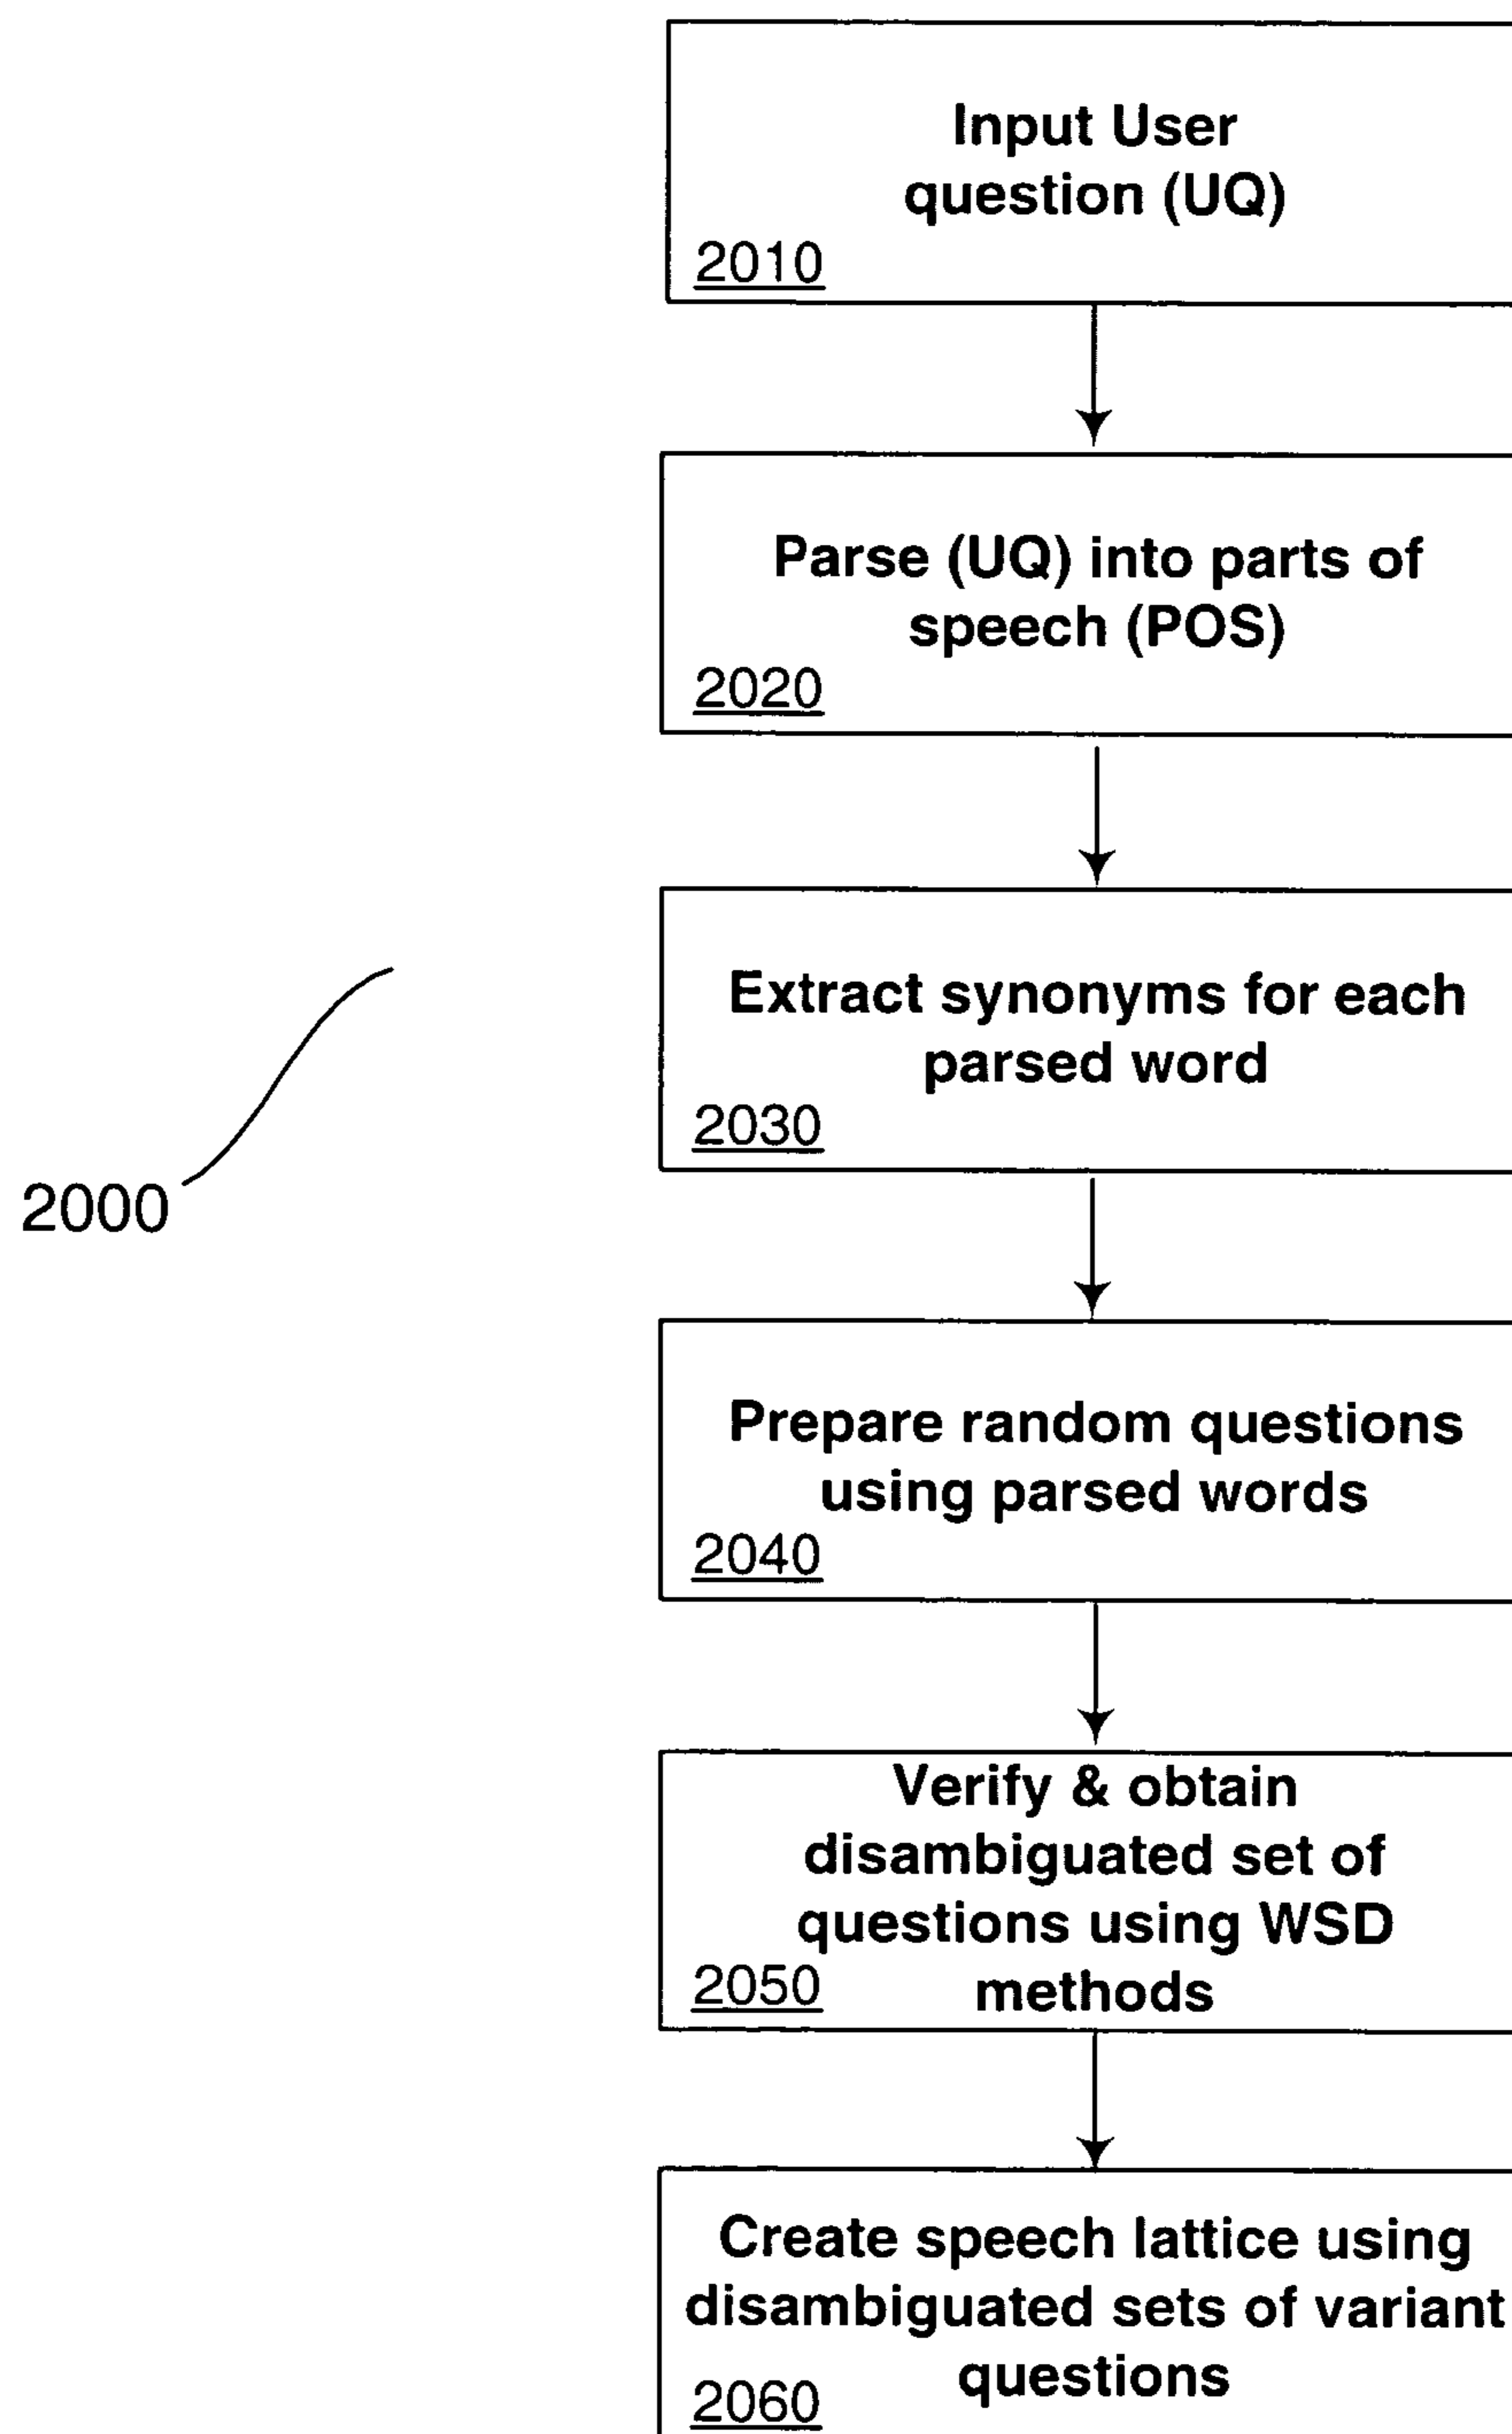 Input User
question (UQ)
2010
Parse (UQ) into parts of
speech (POS)
2020
Extract synonyms for each
parsed word
2030
2000
Prepare random questions
using parsed words
2040
Verify & obtain
disambiguated set of
questions using WSD
methods
2050
Create speech lattice using
disambiguated sets of variant
questions
2060